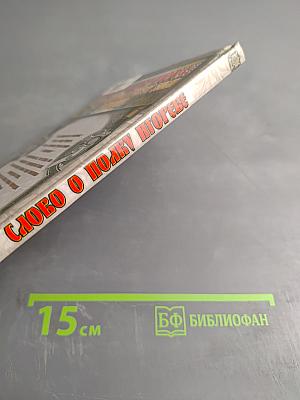 СЛОВО О ПОЛКУ ИГОРЕВЕ
15 см
БФ БИБЛИОФАН